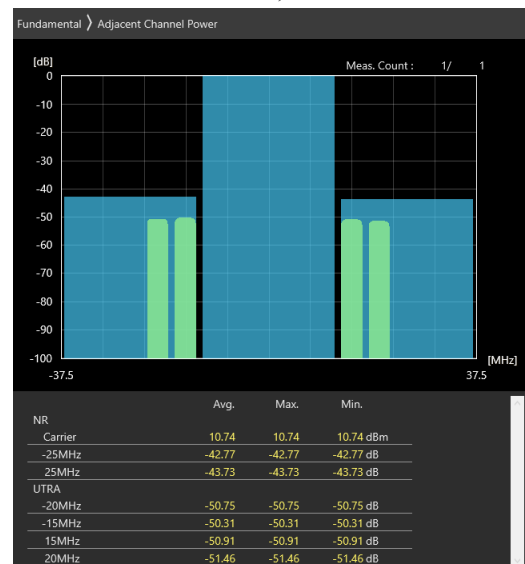 Fundamental 〉 Adjacent Channel Power
[dB]
Meas. Count : 1/ 1
0
-10
-20
-30
-40
-50
-60
-70
-80
-90
-100
[MHz]
-37.5 37.5
Avg. Max. Min.
NR
Carrier 10.74 10.74 10.74 dBm
-25MHz -42.77 -42.77 -42.77 dB
25MHz -43.73 -43.73 -43.73 dB
UTRA
-20MHz -50.75 -50.75 -50.75 dB
-15MHz -50.31 -50.31 -50.31 dB
15MHz -50.91 -50.91 -50.91 dB
20MHz -51.46 -51.46 -51.46 dB